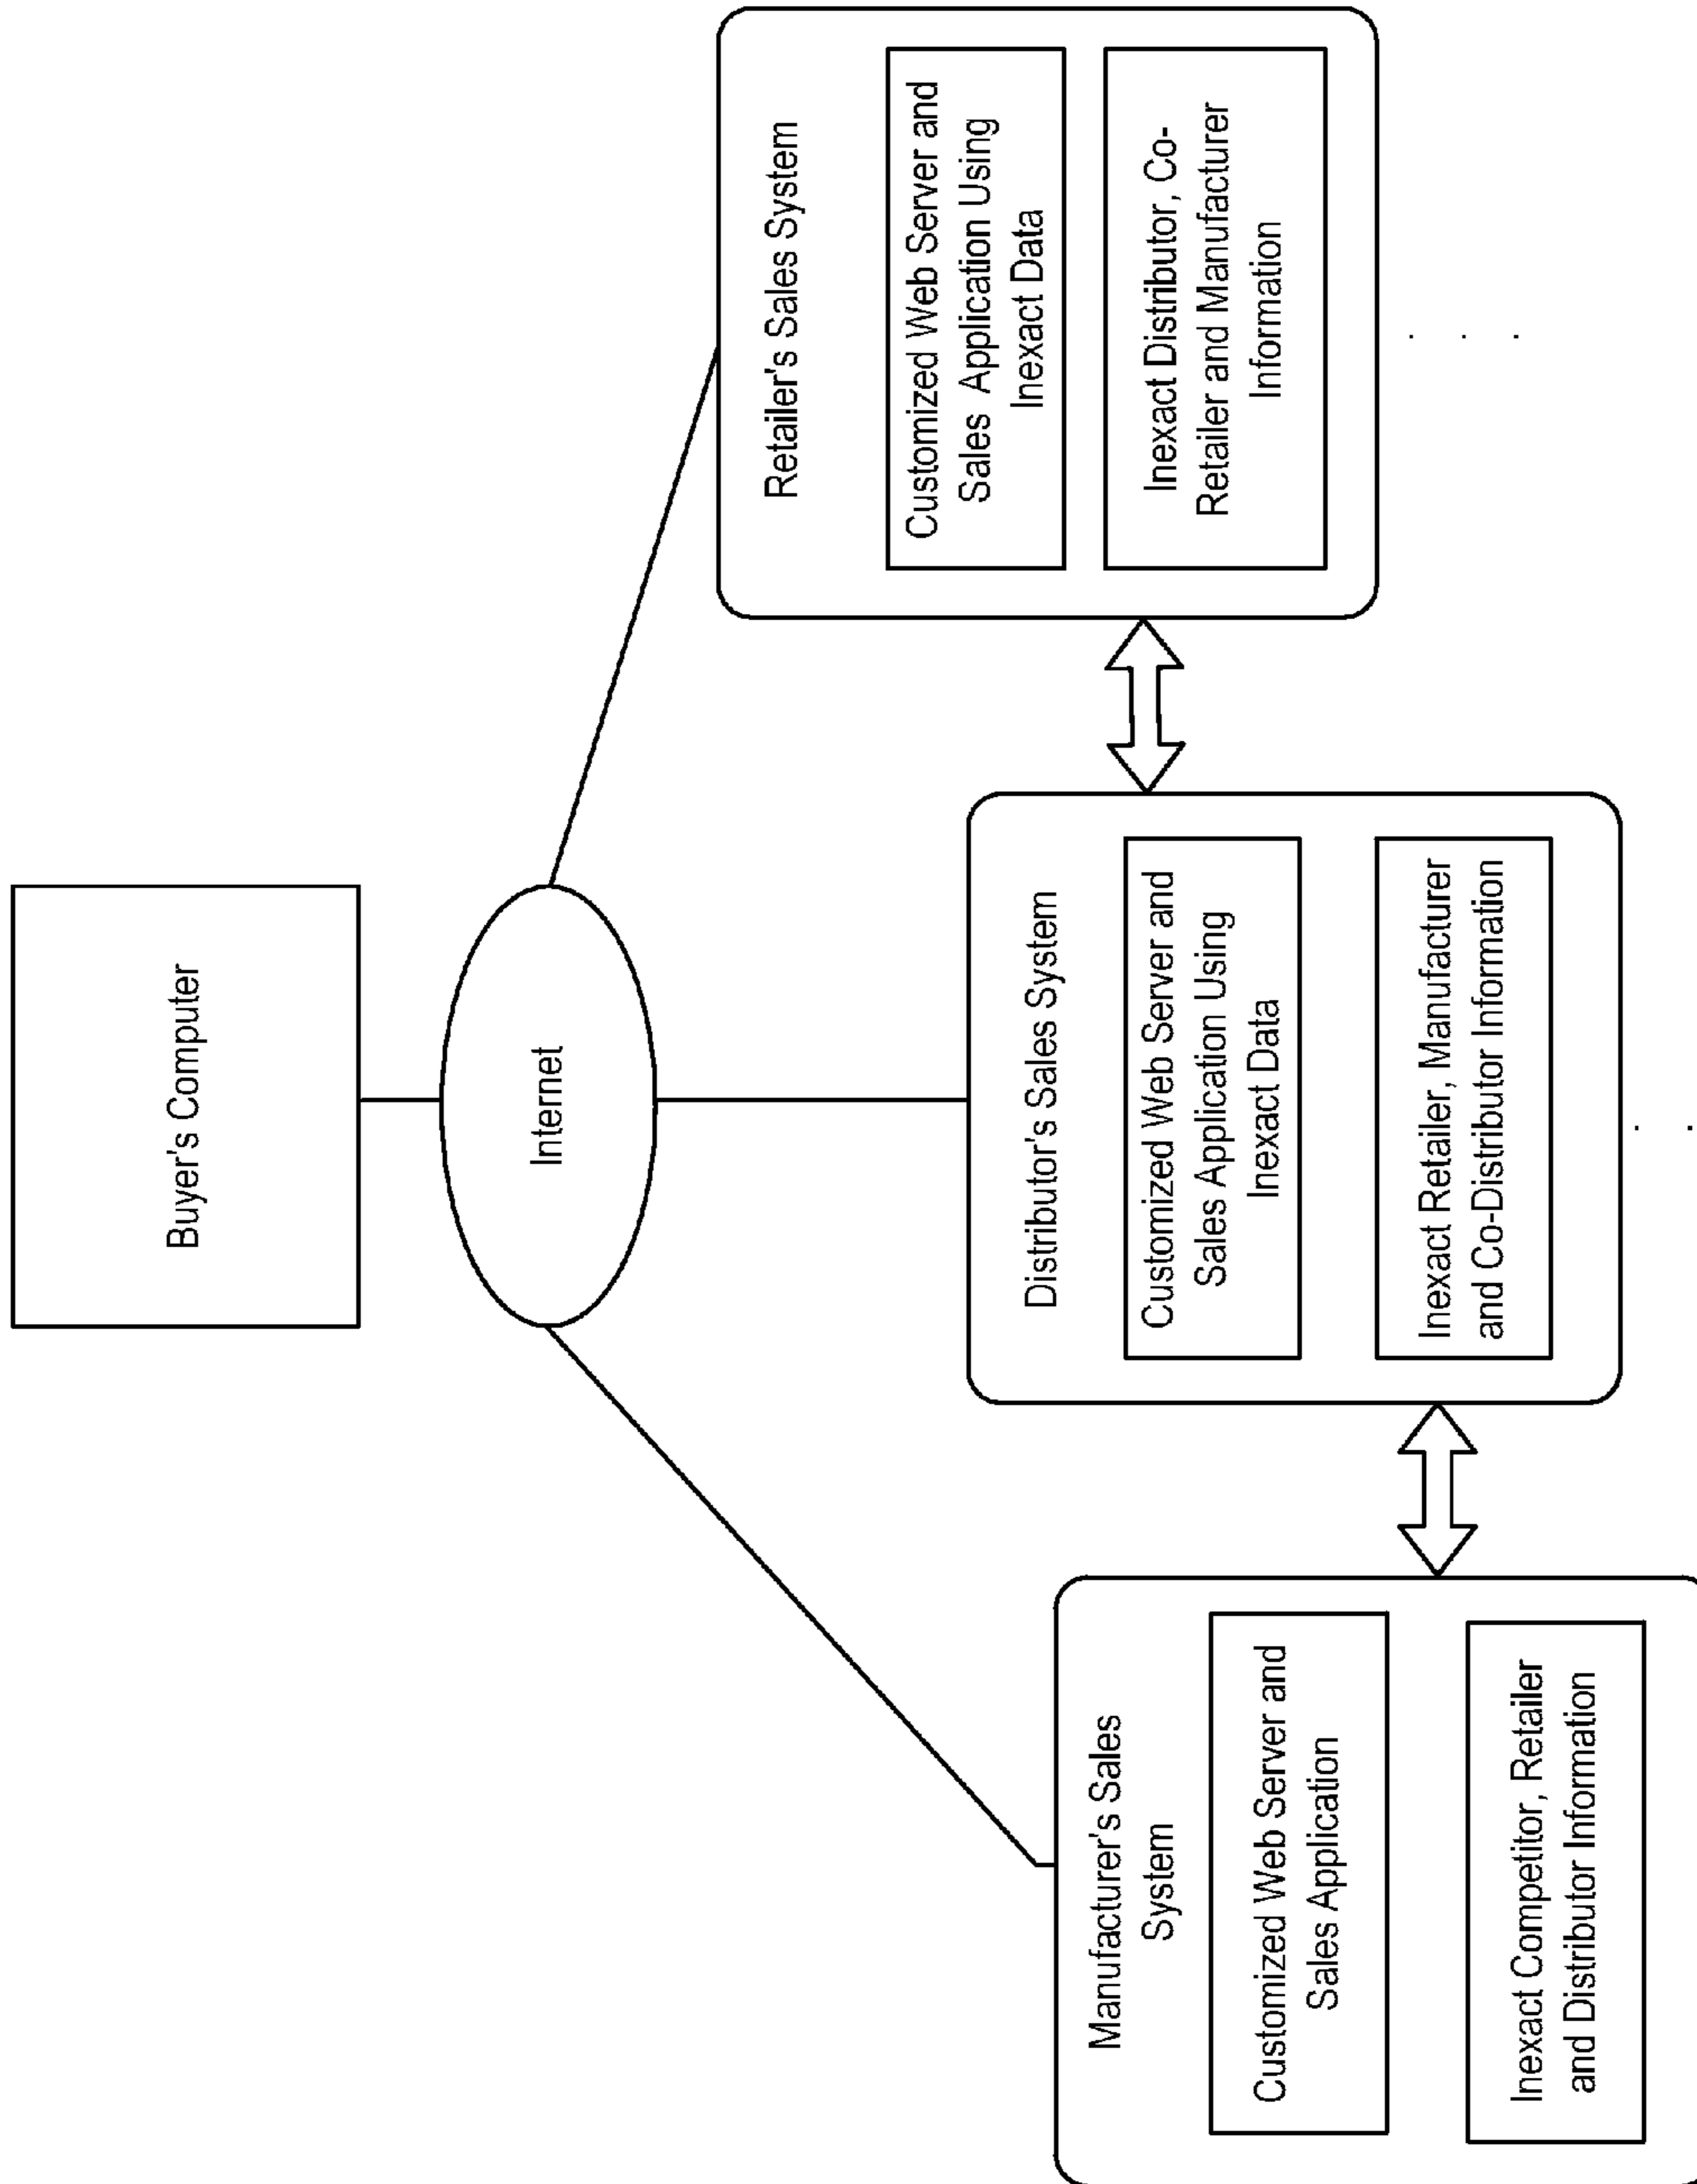 Buyer's Computer
Internet
Manufacturer's Sales
System
Customized Web Server and
Sales Application
Inexact Competitor, Retailer
and Distributor Information
Distributor's Sales System
Customized Web Server and
Sales Application Using
Inexact Data
Inexact Retailer, Manufacturer
and Co-Distributor Information
Retailer's Sales System
Customized Web Server and
Sales Application Using
Inexact Data
Inexact Distributor, Co-
Retailer and Manufacturer
Information